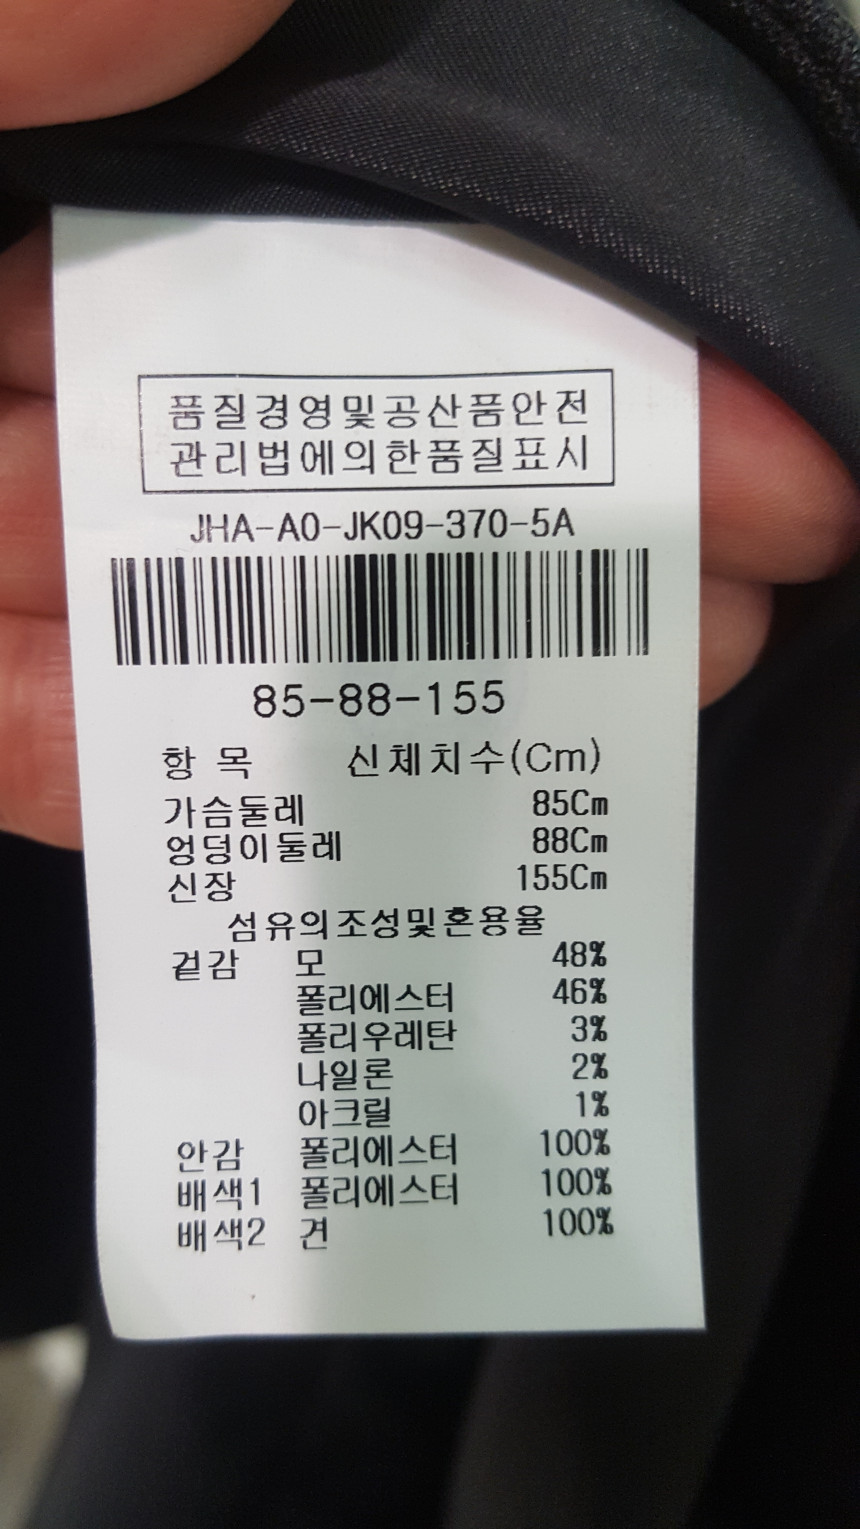 품질경영및공산품안전
관리법에의한품질표시
JHA-A0-JK09-370-5A
85-88-155
항 목 신체치수(Cm)
가슴둘레 85Cm
엉덩이둘레 88Cm
신장 155Cm
섬유의조성및혼용율
겉감 모 48%
폴리에스터 46%
폴리우레탄 3%
나일론 2%
아크릴 1%
안감 폴리에스터 100%
배색1 폴리에스터 100%
배색2 견 100%